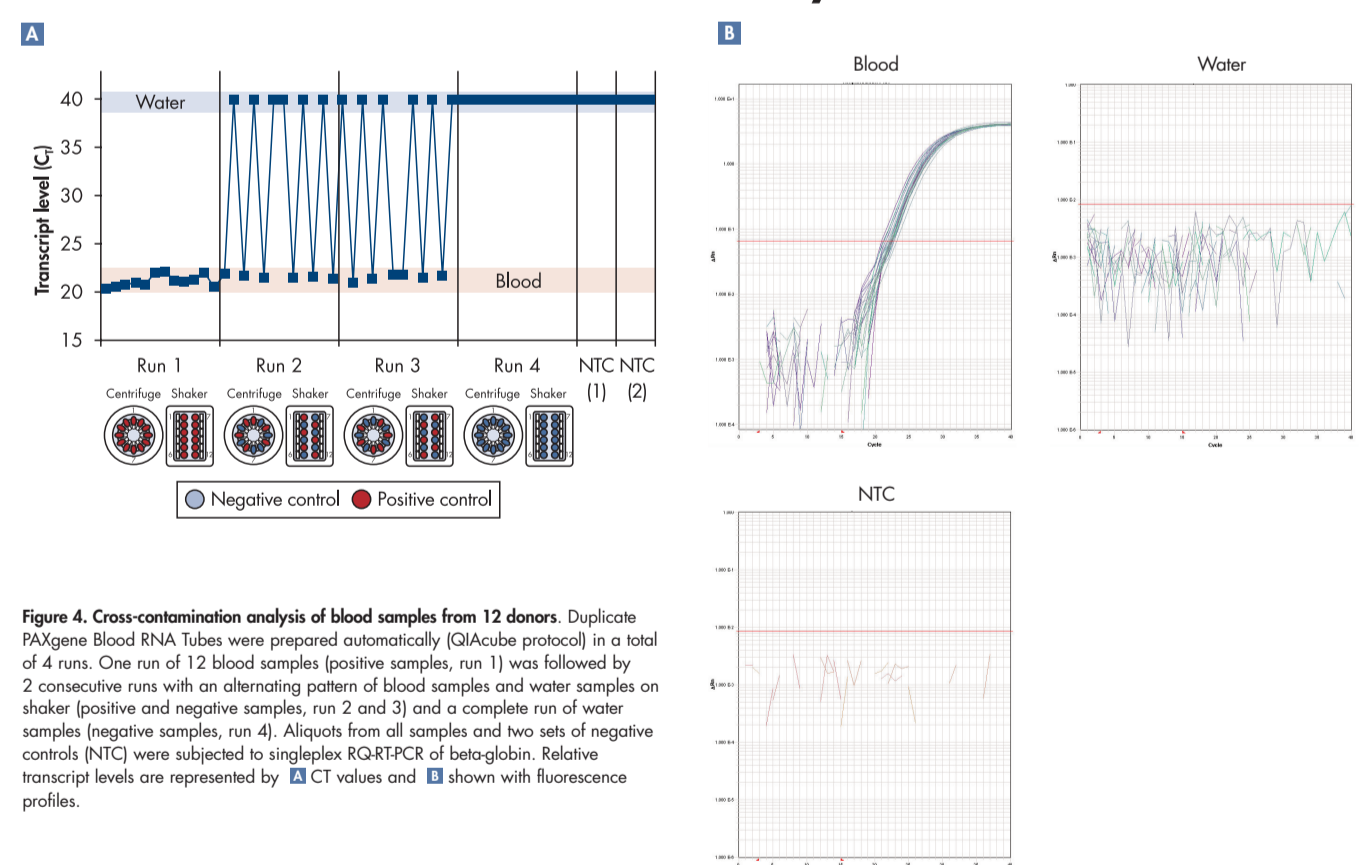 A
Transcript level (CT)
40
35
30
25
20
15
Water
Blood
Run 1
Run 2
Run 3
Run 4
NTC NTC
(1) (2)
Centrifuge Shaker
Centrifuge Shaker
Centrifuge Shaker
Centrifuge Shaker
Negative control
Positive control
Figure 4. Cross-contamination analysis of blood samples from 12 donors. Duplicate
PAXgene Blood RNA Tubes were prepared automatically (QIAcube protocol) in a total
of 4 runs. One run of 12 blood samples (positive samples, run 1) was followed by
2 consecutive runs with an alternating pattern of blood samples and water samples on
shaker (positive and negative samples, run 2 and 3) and a complete run of water
samples (negative samples, run 4). Aliquots from all samples and two sets of negative
controls (NTC) were subjected to singleplex RQ-RT-PCR of beta-globin. Relative
transcript levels are represented by A CT values and B shown with fluorescence
profiles.
B
Blood
Cycle
Water
Cycle
NTC